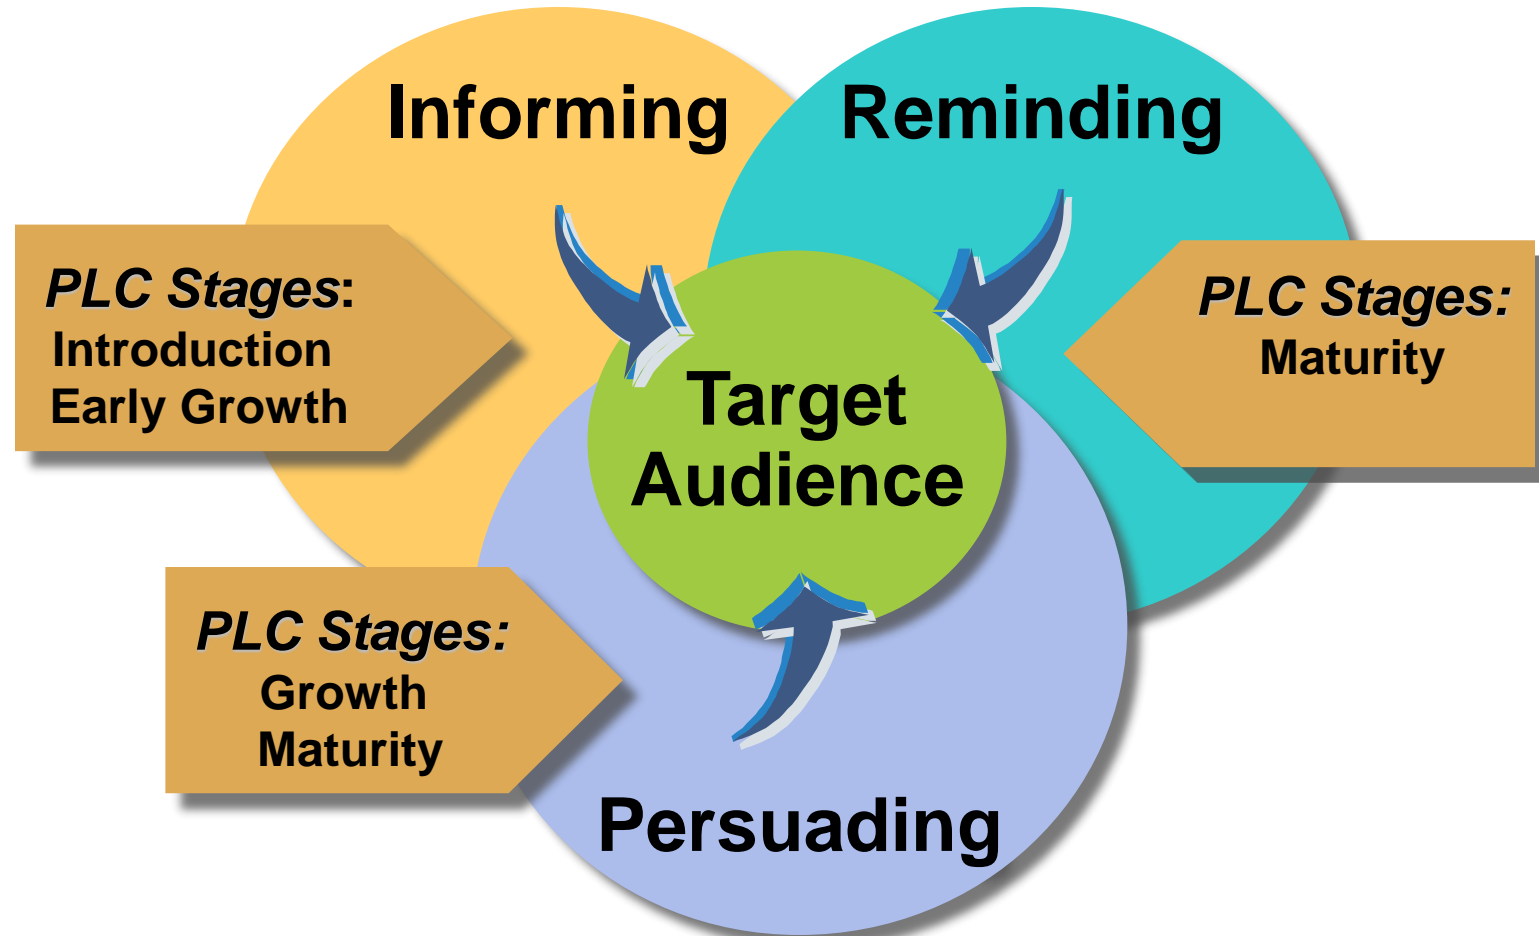 Informing
Reminding
PLC Stages:
Introduction
Early Growth
PLC Stages:
Maturity
Target
Audience
PLC Stages:
Growth
Maturity
Persuading